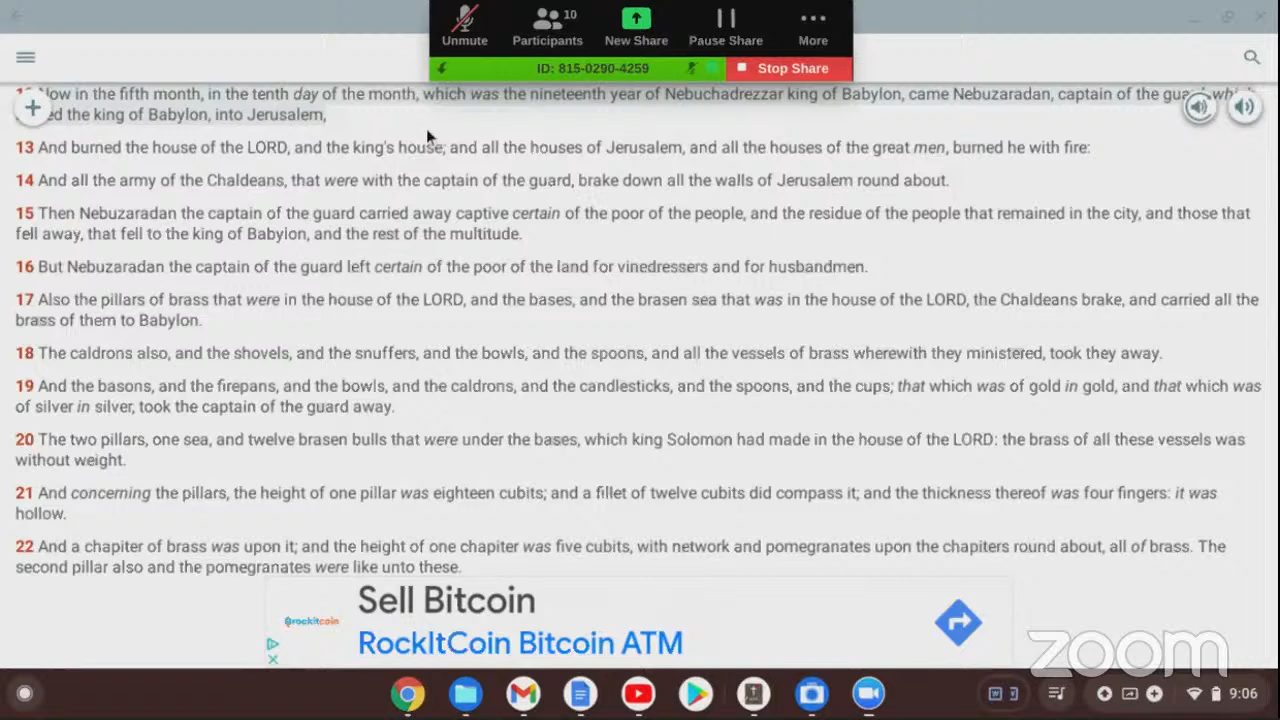 10
Unmute
Participants
New Share
Pause Share
More
ID: 815-0290-4259
Stop Share
Now in the fifth month, in the tenth day of the month, which was the nineteenth year of Nebuchadrezzar king of Babylon, came Nebuzaradan, captain of the guard, which
the king of Babylon, into Jerusalem,
13 And burned the house of the LORD, and the king's house; and all the houses of Jerusalem, and all the houses of the great men, burned he with fire:
14 And all the army of the Chaldeans, that were with the captain of the guard, brake down all the walls of Jerusalem round about.
15 Then Nebuzaradan the captain of the guard carried away captive certain of the poor of the people, and the residue of the people that remained in the city, and those that
fell away, that fell to the king of Babylon, and the rest of the multitude.
16 But Nebuzaradan the captain of the guard left certain of the poor of the land for vinedressers and for husbandmen.
17 Also the pillars of brass that were in the house of the LORD, and the bases, and the brasen sea that was in the house of the LORD, the Chaldeans brake, and carried all the
brass of them to Babylon.
18 The caldrons also, and the shovels, and the snuffers, and the bowls, and the spoons, and all the vessels of brass wherewith they ministered, took they away.
19 And the basons, and the firepans, and the bowls, and the caldrons, and the candlesticks, and the spoons, and the cups; that which was of gold in gold, and that which was
of silver in silver, took the captain of the guard away.
20 The two pillars, one sea, and twelve brasen bulls that were under the bases, which king Solomon had made in the house of the LORD: the brass of all these vessels was
without weight.
21 And concerning the pillars, the height of one pillar was eighteen cubits; and a fillet of twelve cubits did compass it; and the thickness thereof was four fingers: it was
hollow.
22 And a chapiter of brass was upon it; and the height of one chapiter was five cubits, with network and pomegranates upon the chapiters round about, all of brass. The
second pillar also and the pomegranates were like unto these.
Sell Bitcoin
rockitcoin
RockItCoin Bitcoin ATM
zoom
9:06